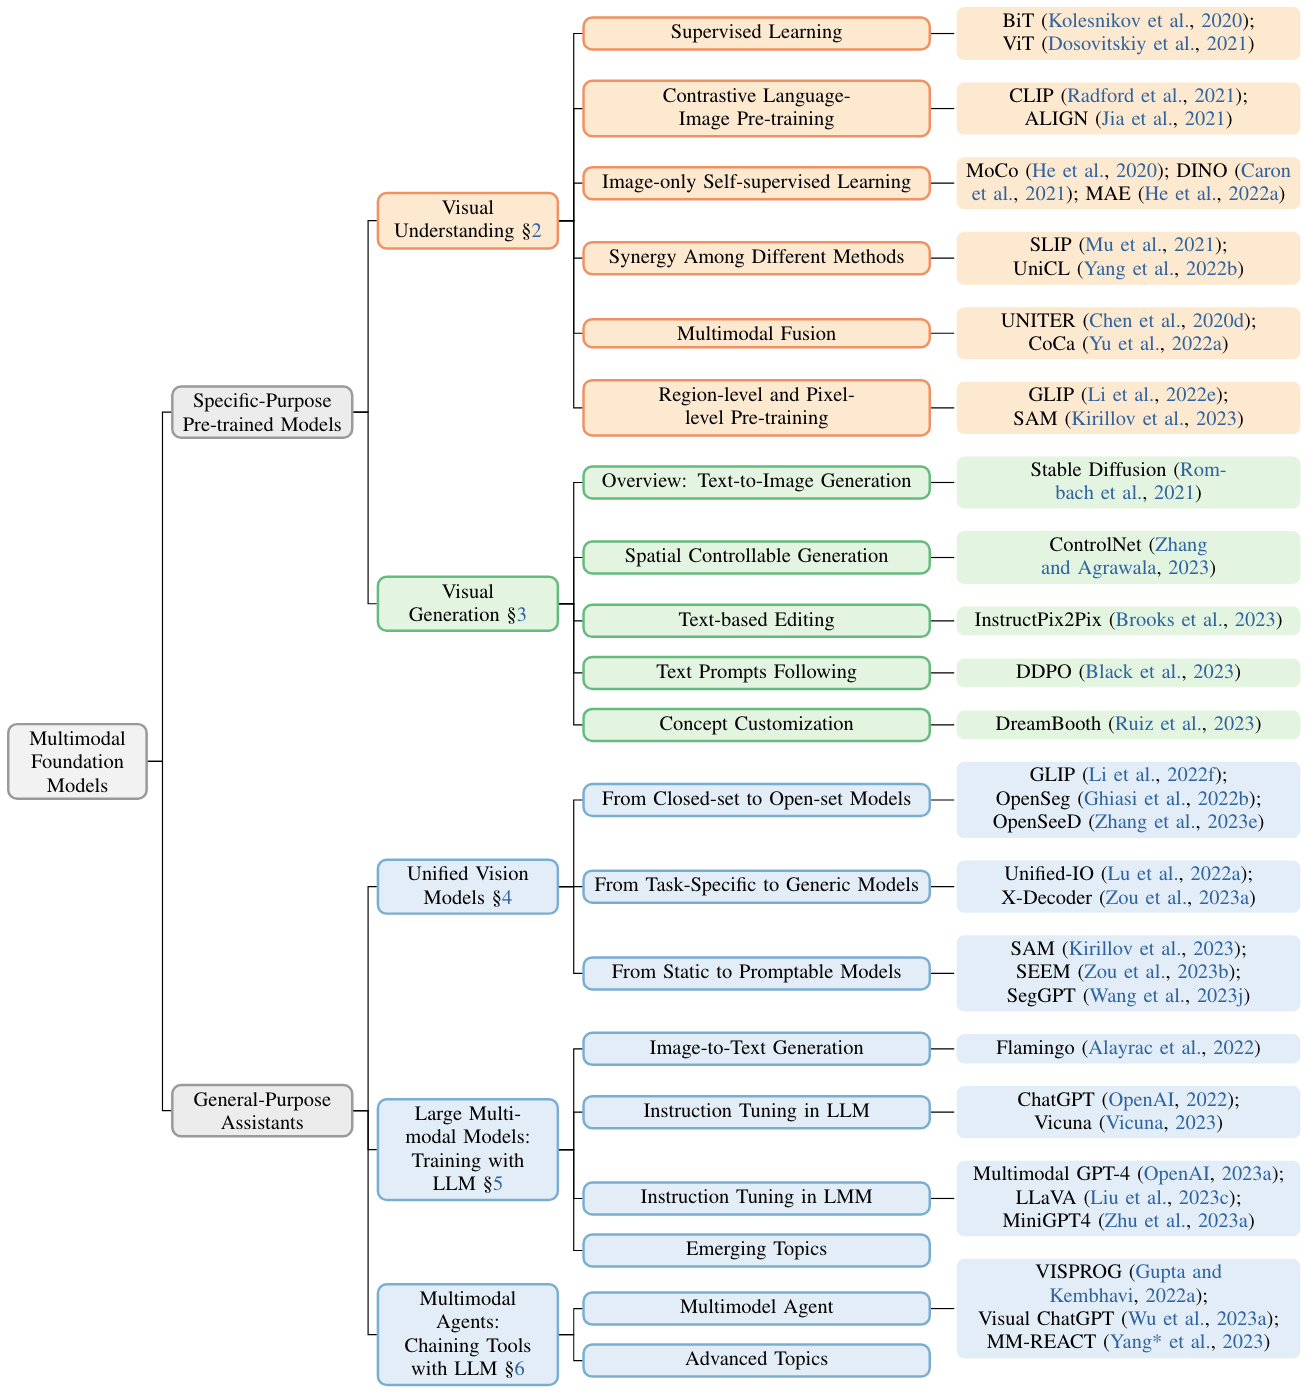 Multimodal
Foundation
Models
Specific-Purpose
Pre-trained Models
Visual
Understanding §2
Supervised Learning
BiT (Kolesnikov et al., 2020);
ViT (Dosovitskiy et al., 2021)
Contrastive Language-
Image Pre-training
CLIP (Radford et al., 2021);
ALIGN (Jia et al., 2021)
Image-only Self-supervised Learning
MoCo (He et al., 2020); DINO (Caron
et al., 2021); MAE (He et al., 2022a)
Synergy Among Different Methods
SLIP (Mu et al., 2021);
UniCL (Yang et al., 2022b)
Multimodal Fusion
UNITER (Chen et al., 2020d);
CoCa (Yu et al., 2022a)
Region-level and Pixel-
level Pre-training
GLIP (Li et al., 2022e);
SAM (Kirillov et al., 2023)
Visual
Generation §3
Overview: Text-to-Image Generation
Stable Diffusion (Rom-
bach et al., 2021)
Spatial Controllable Generation
ControlNet (Zhang
and Agrawala, 2023)
Text-based Editing
InstructPix2Pix (Brooks et al., 2023)
Text Prompts Following
DDPO (Black et al., 2023)
Concept Customization
DreamBooth (Ruiz et al., 2023)
General-Purpose
Assistants
Unified Vision
Models §4
From Closed-set to Open-set Models
GLIP (Li et al., 2022f);
OpenSeg (Ghiasi et al., 2022b);
OpenSeeD (Zhang et al., 2023e)
From Task-Specific to Generic Models
Unified-IO (Lu et al., 2022a);
X-Decoder (Zou et al., 2023a)
From Static to Promptable Models
SAM (Kirillov et al., 2023);
SEEM (Zou et al., 2023b);
SegGPT (Wang et al., 2023j)
Large Multi-
modal Models:
Training with
LLM §5
Image-to-Text Generation
Flamingo (Alayrac et al., 2022)
Instruction Tuning in LLM
ChatGPT (OpenAI, 2022);
Vicuna (Vicuna, 2023)
Instruction Tuning in LMM
Multimodal GPT-4 (OpenAI, 2023a);
LLaVA (Liu et al., 2023c);
MiniGPT4 (Zhu et al., 2023a)
Emerging Topics
Multimodal
Agents:
Chaining Tools
with LLM §6
Multimodel Agent
VISPROG (Gupta and
Kembhavi, 2022a);
Visual ChatGPT (Wu et al., 2023a);
MM-REACT (Yang* et al., 2023)
Advanced Topics